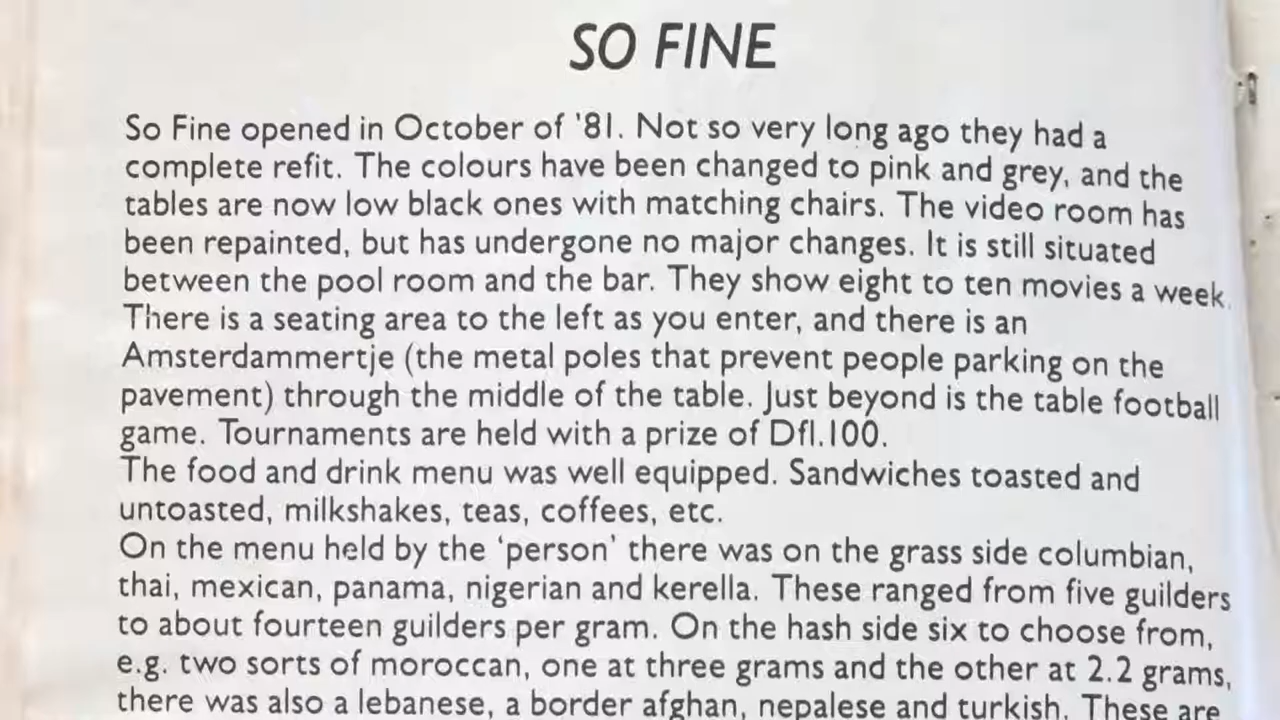 SO FINE
So Fine opened in October of '81. Not so very long ago they had a
complete refit. The colours have been changed to pink and grey, and the
tables are now low black ones with matching chairs. The video room has
been repainted, but has undergone no major changes. It is still situated
between the pool room and the bar. They show eight to ten movies a week.
There is a seating area to the left as you enter, and there is an
Amsterdammertje (the metal poles that prevent people parking on the
pavement) through the middle of the table. Just beyond is the table football
game. Tournaments are held with a prize of Dfl.100.
The food and drink menu was well equipped. Sandwiches toasted and
untoasted, milkshakes, teas, coffees, etc.
On the menu held by the 'person' there was on the grass side columbian,
thai, mexican, panama, nigerian and kerella. These ranged from five guilders
to about fourteen guilders per gram. On the hash side six to choose from,
e.g. two sorts of moroccan, one at three grams and the other at 2.2 grams,
there was also a lebanese, a border afghan, nepalese and turkish. These are